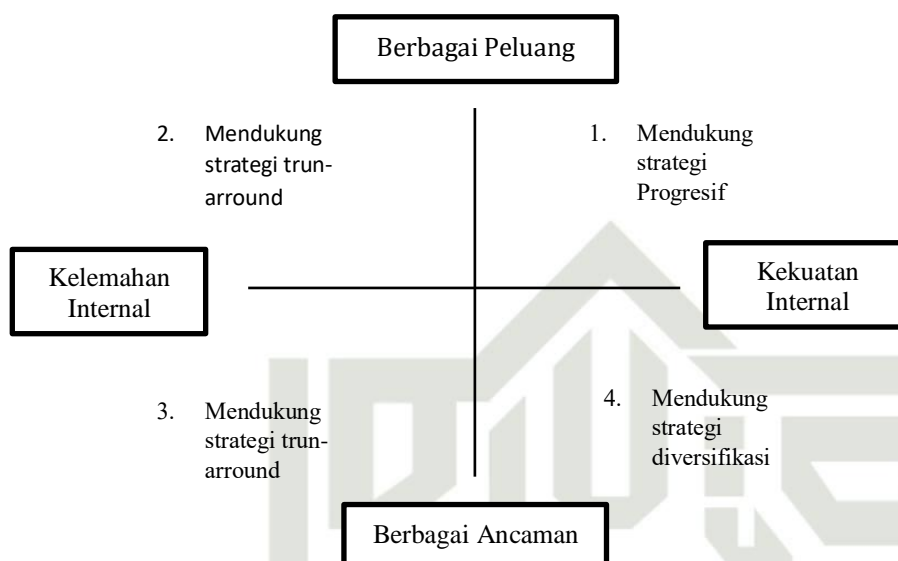 Berbagai Peluang
2. Mendukung
strategi trun-
arround
1. Mendukung
strategi
Progresif
Kelemahan
Internal
Kekuatan
Internal
3. Mendukung
strategi trun-
arround
4. Mendukung
strategi
diversifikasi
Berbagai Ancaman